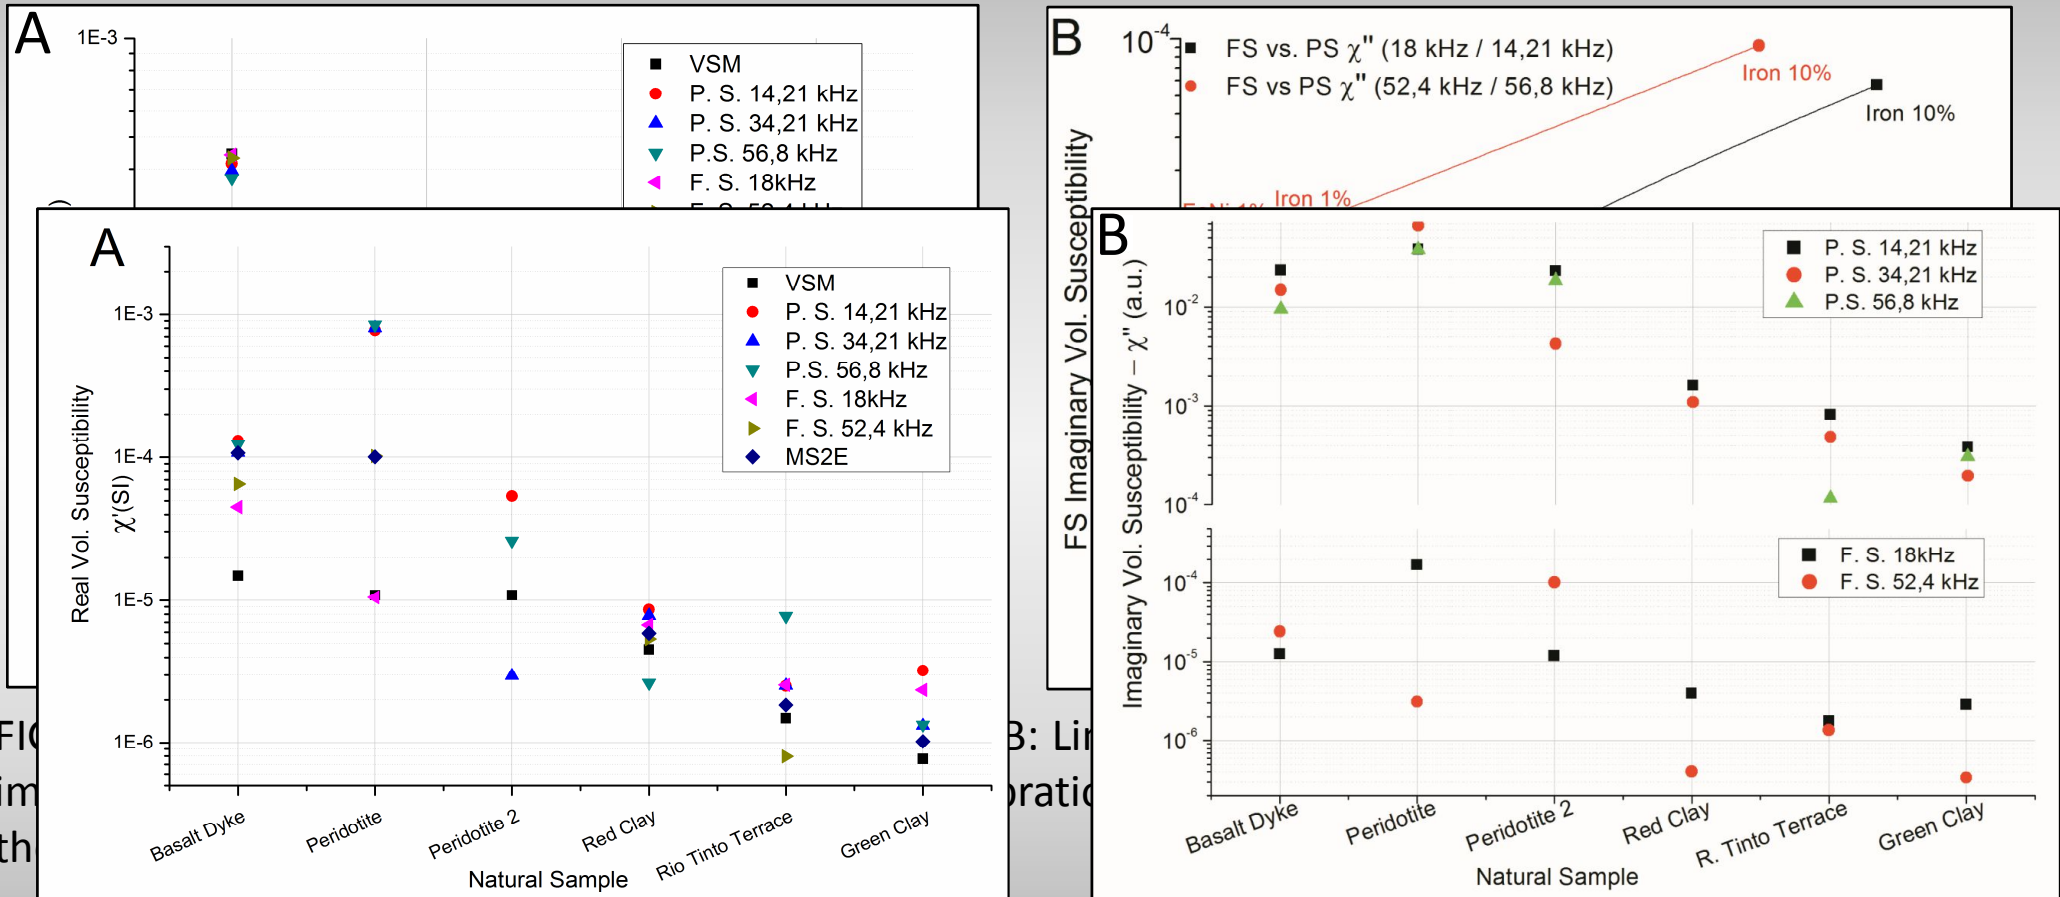 A
1E-3
VSM
P. S. 14,21 kHz
P. S. 34,21 kHz
P.S. 56,8 kHz
F. S. 18kHz
B
10-4
FS vs. PS χ" (18 kHz / 14,21 kHz)
FS vs PS χ" (52,4 kHz / 56,8 kHz)
Iron 10%
Iron 10%
Iron 1%
FS Imaginary Vol. Susceptibility
A
Real Vol. Susceptibility
χ'(SI)
1E-3
1E-4
1E-5
1E-6
VSM
P. S. 14,21 kHz
P. S. 34,21 kHz
P.S. 56,8 kHz
F. S. 18kHz
F. S. 52,4 kHz
MS2E
Basalt Dyke
Peridotite
Peridotite 2
Red Clay
Rio Tinto Terrace
Green Clay
Natural Sample
B
Imaginary Vol. Susceptibility – χ" (a.u.)
10-2
10-3
10-4
P. S. 14,21 kHz
P. S. 34,21 kHz
P.S. 56,8 kHz
10-4
10-5
10-6
F. S. 18kHz
F. S. 52,4 kHz
Basalt Dyke
Peridotite
Peridotite 2
Red Clay
R. Tinto Terrace
Green Clay
Natural Sample